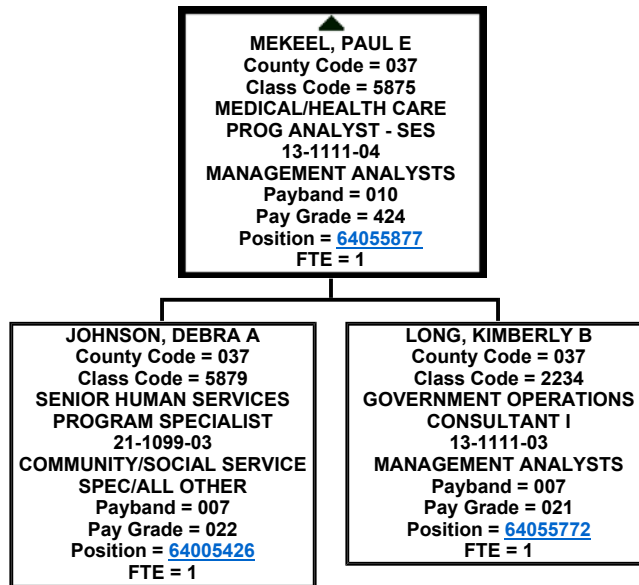 MEKEEL, PAUL E
County Code = 037
Class Code = 5875
MEDICAL/HEALTH CARE
PROG ANALYST - SES
13-1111-04
MANAGEMENT ANALYSTS
Payband = 010
Pay Grade = 424
Position = 64055877
FTE = 1
JOHNSON, DEBRA A
County Code = 037
Class Code = 5879
SENIOR HUMAN SERVICES
PROGRAM SPECIALIST
21-1099-03
COMMUNITY/SOCIAL SERVICE
SPEC/ALL OTHER
Payband = 007
Pay Grade = 022
Position = 64005426
FTE = 1
LONG, KIMBERLY B
County Code = 037
Class Code = 2234
GOVERNMENT OPERATIONS
CONSULTANT I
13-1111-03
MANAGEMENT ANALYSTS
Payband = 007
Pay Grade = 021
Position = 64055772
FTE = 1